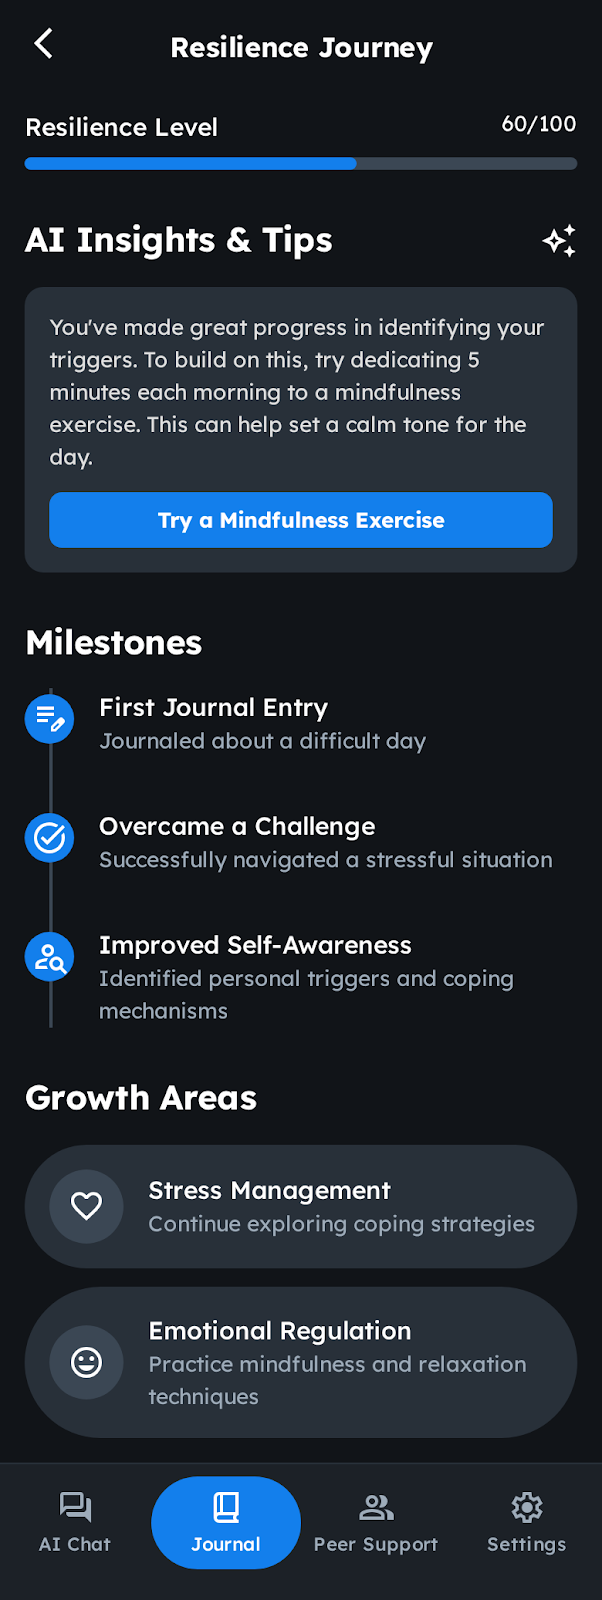 Resilience Journey
Resilience Level
60/100
AI Insights & Tips
You've made great progress in identifying your
triggers. To build on this, try dedicating 5
minutes each morning to a mindfulness
exercise. This can help set a calm tone for the
day.
Try a Mindfulness Exercise
Milestones
First Journal Entry
Journaled about a difficult day
Overcame a Challenge
Successfully navigated a stressful situation
Improved Self-Awareness
Identified personal triggers and coping
mechanisms
Growth Areas
Stress Management
Continue exploring coping strategies
Emotional Regulation
Practice mindfulness and relaxation
techniques
AI Chat
Journal
Peer Support
Settings